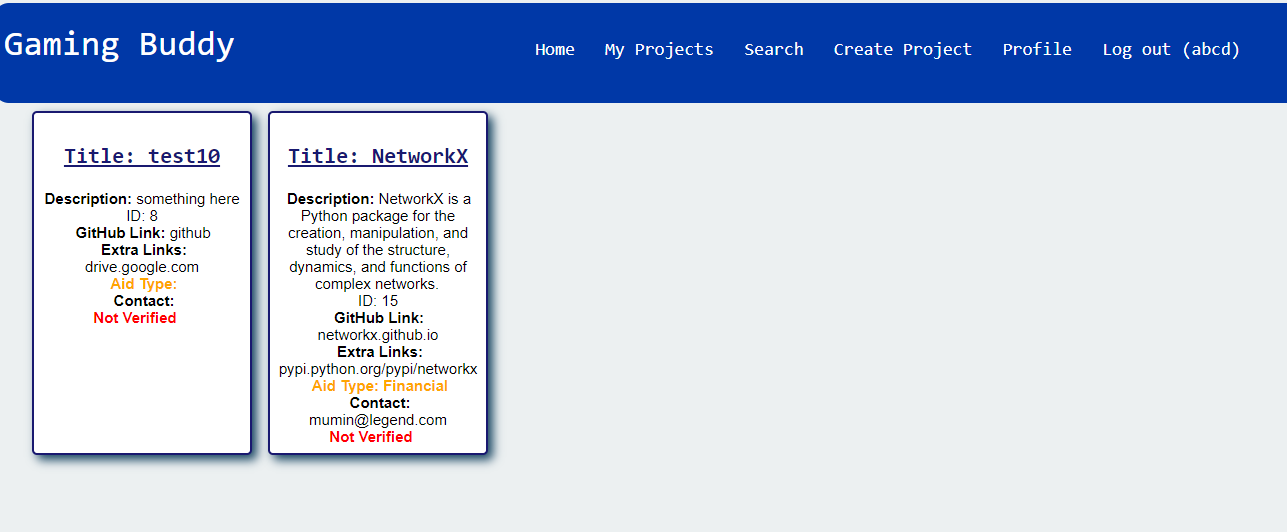 Gaming Buddy
Home My Projects Search Create Project Profile Log out (abcd)
Title: test10
Description: something here
ID: 8
GitHub Link: github
Extra Links:
drive.google.com
Aid Type:
Contact:
Not Verified
Title: NetworkX
Description: NetworkX is a
Python package for the
creation, manipulation, and
study of the structure,
dynamics, and functions of
complex networks.
ID: 15
GitHub Link:
networkx.github.io
Extra Links:
pypi.python.org/pypi/networkx
Aid Type: Financial
Contact:
mumin@legend.com
Not Verified